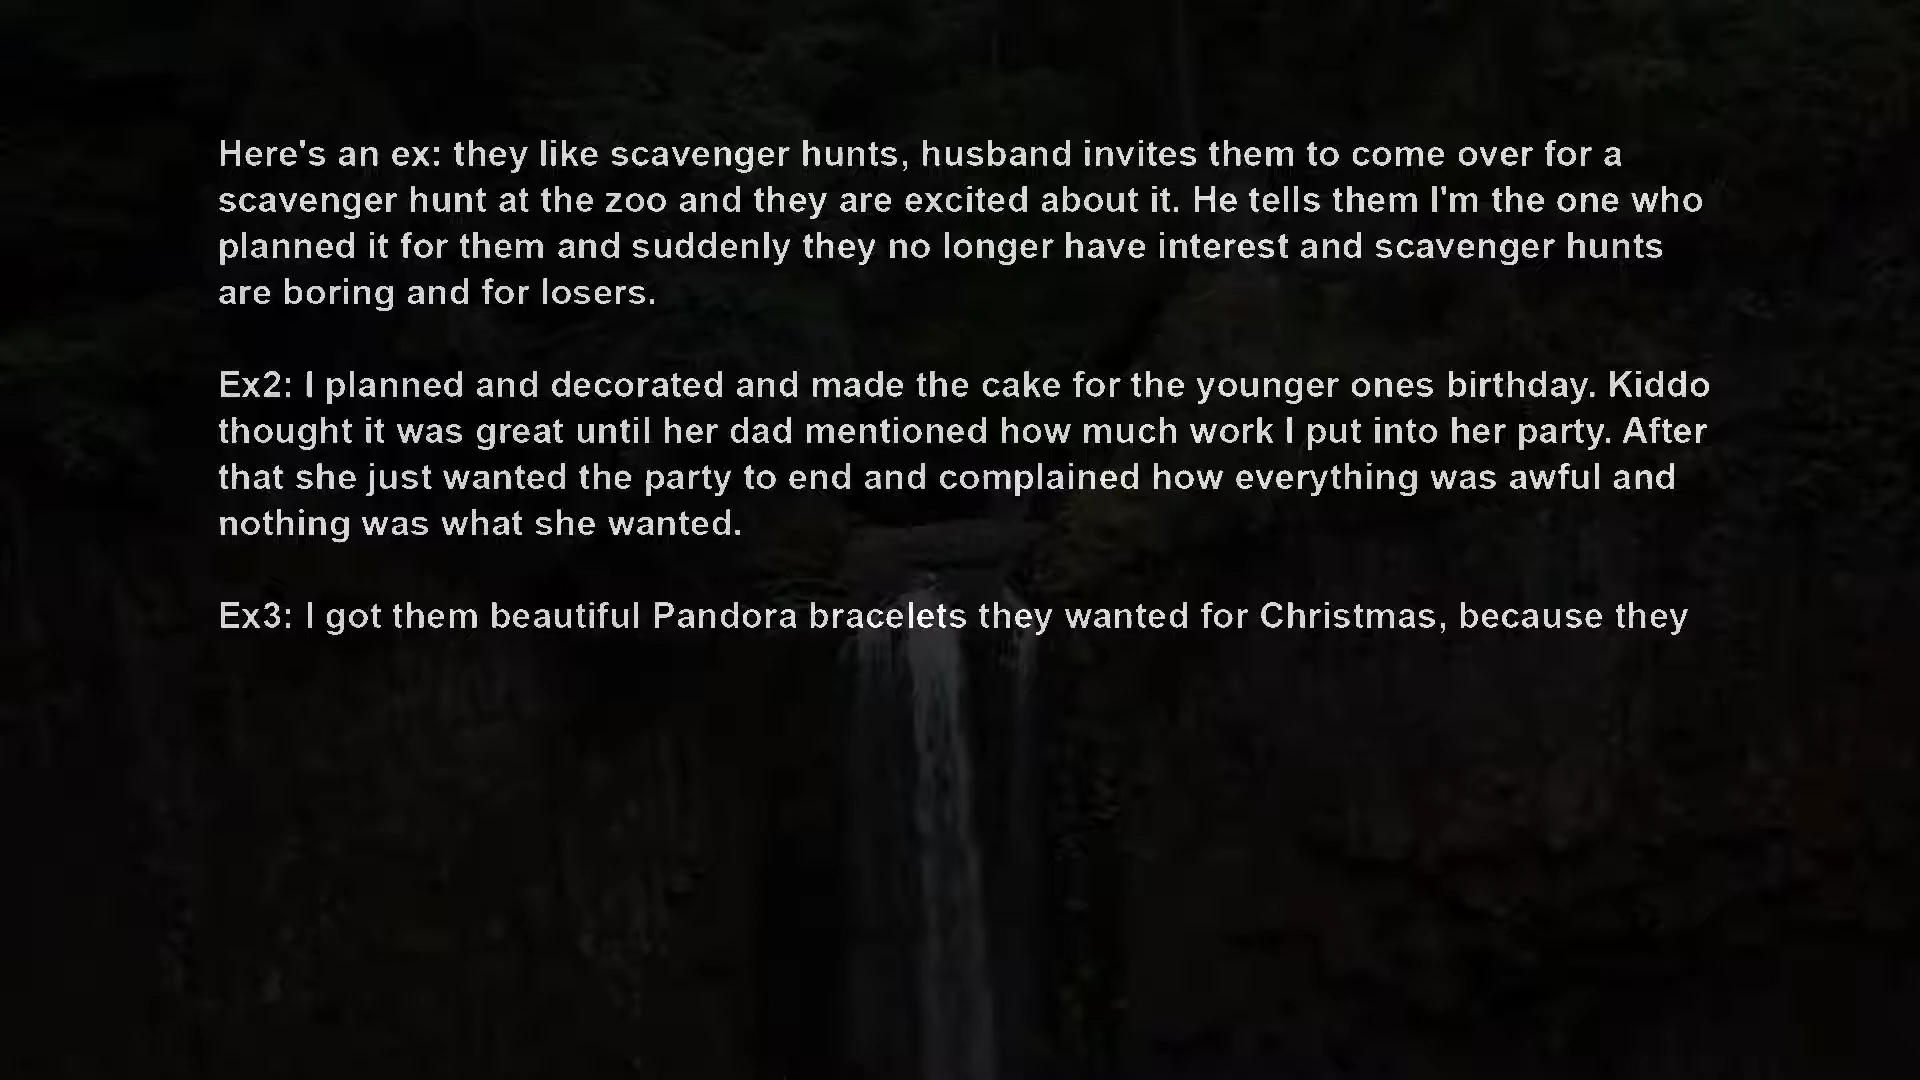 Here's an ex: they like scavenger hunts, husband invites them to come over for a
scavenger hunt at the zoo and they are excited about it. He tells them I'm the one who
planned it for them and suddenly they no longer have interest and scavenger hunts
are boring and for losers.
Ex2: I planned and decorated and made the cake for the younger ones birthday. Kiddo
thought it was great until her dad mentioned how much work I put into her party. After
that she just wanted the party to end and complained how everything was awful and
nothing was what she wanted.
Ex3: I got them beautiful Pandora bracelets they wanted for Christmas, because they